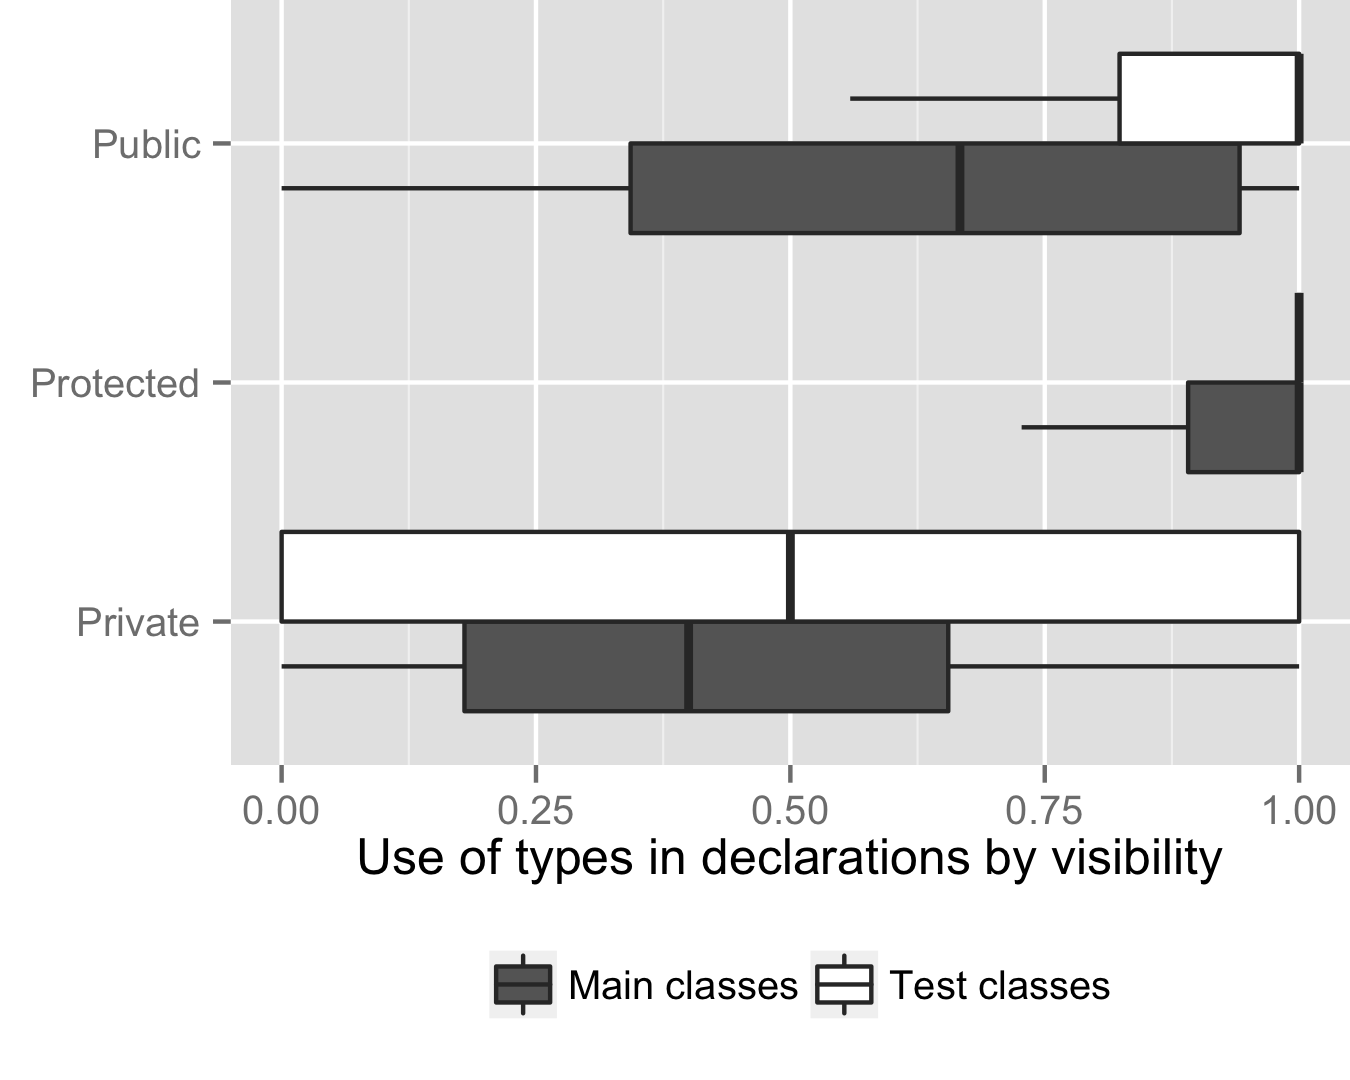 Public
Protected
Private
0.00 0.25 0.50 0.75 1.00
Use of types in declarations by visibility
Main classes Test classes